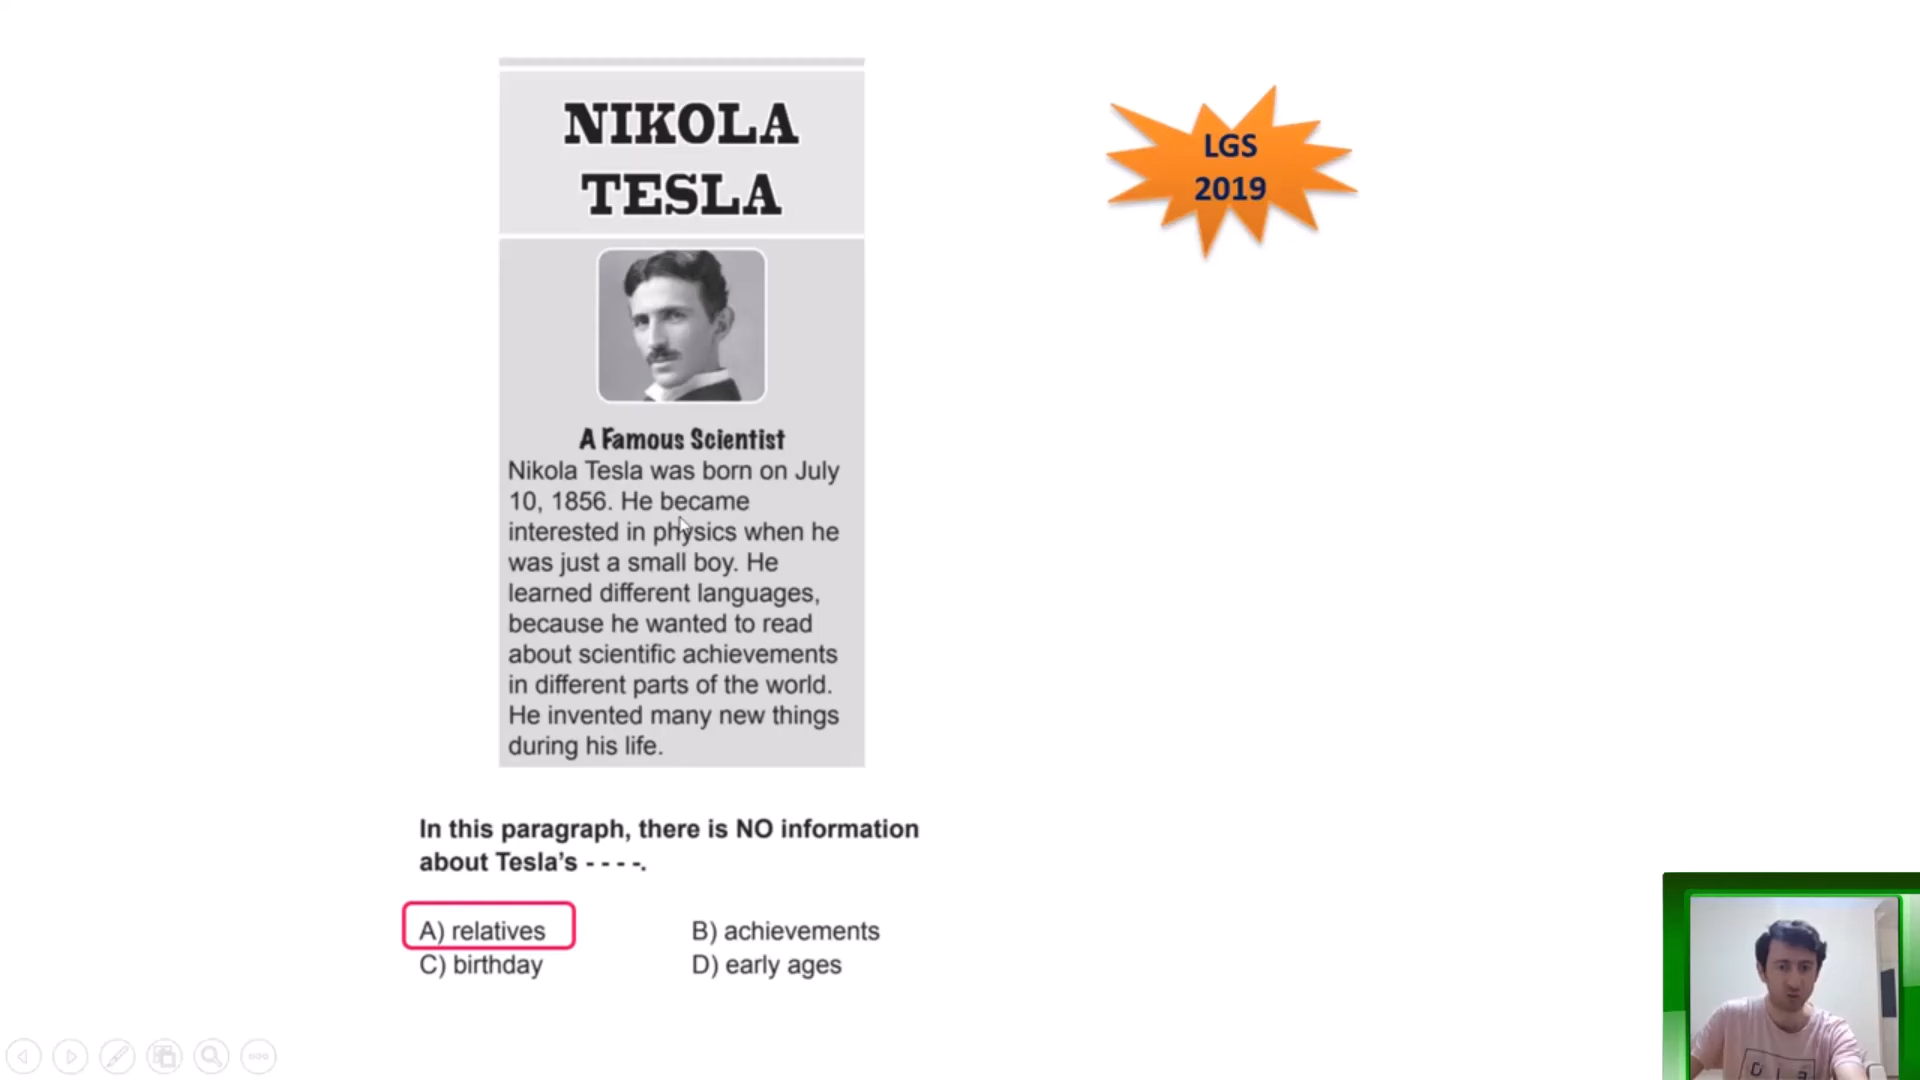 NIKOLA
TESLA
LGS
2019
A Famous Scientist
Nikola Tesla was born on July
10, 1856. He became
interested in physics when he
was just a small boy. He
learned different languages,
because he wanted to read
about scientific achievements
in different parts of the world.
He invented many new things
during his life.
In this paragraph, there is NO information
about Tesla's - - - -.
A) relatives
B) achievements
C) birthday
D) early ages